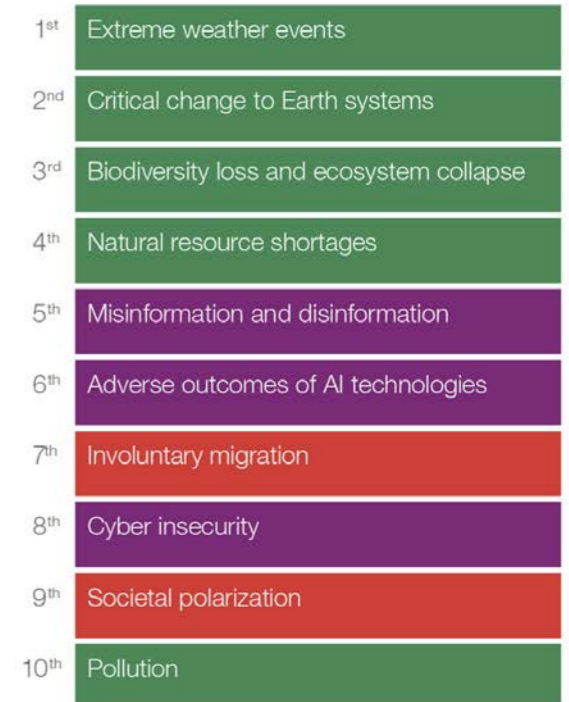 1st Extreme weather events
2nd Critical change to Earth systems
3rd Biodiversity loss and ecosystem collapse
4th Natural resource shortages
5th Misinformation and disinformation
6th Adverse outcomes of AI technologies
7th Involuntary migration
8th Cyber insecurity
9th Societal polarization
10th Pollution